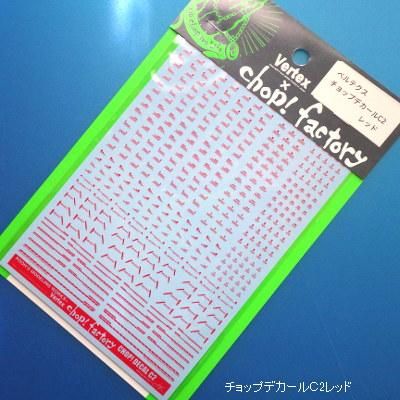 Vertex
×
chop! factory
ベルテクス
チョップデカールC2
レッド
Vertex
chop! factory
CHOP! DECAL C2
チョップデカールC2レッド